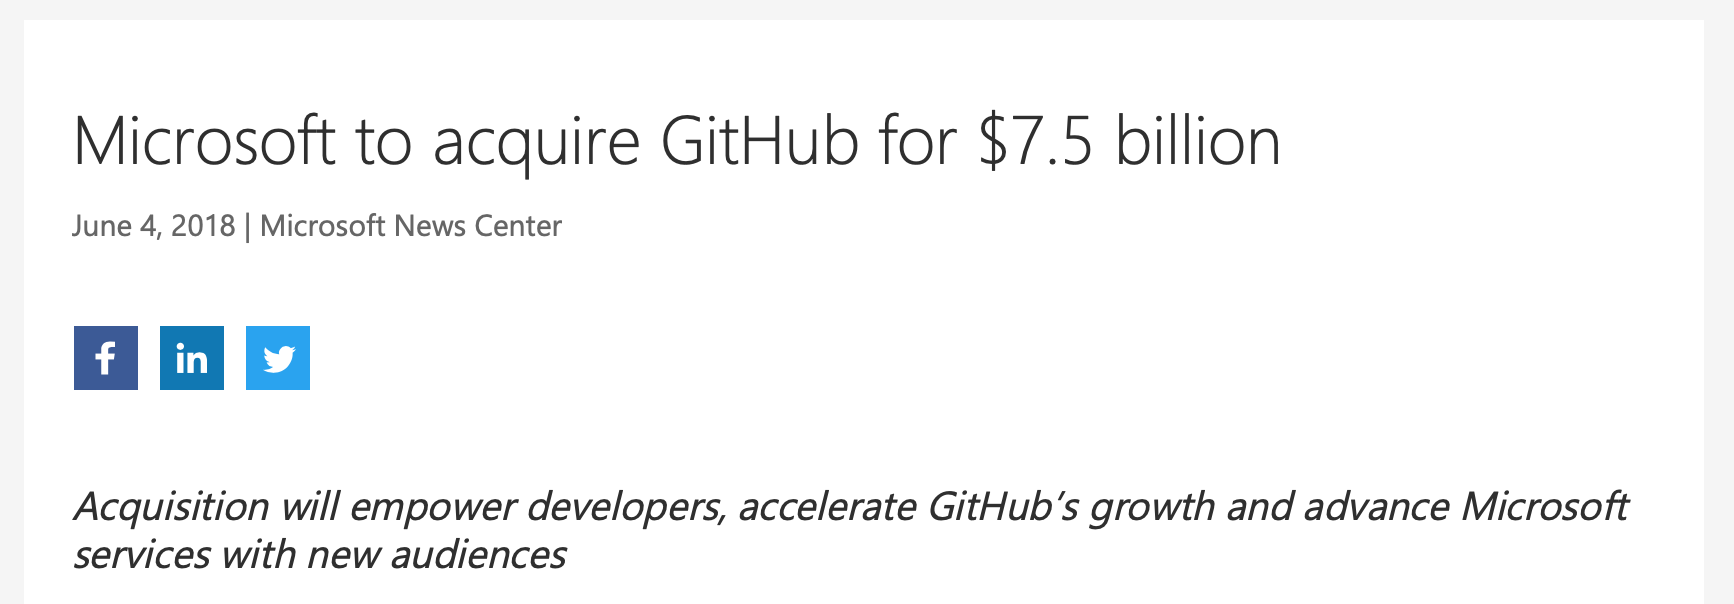 Microsoft to acquire GitHub for $7.5 billion
June 4, 2018 | Microsoft News Center
f in
Acquisition will empower developers, accelerate GitHub’s growth and advance Microsoft
services with new audiences